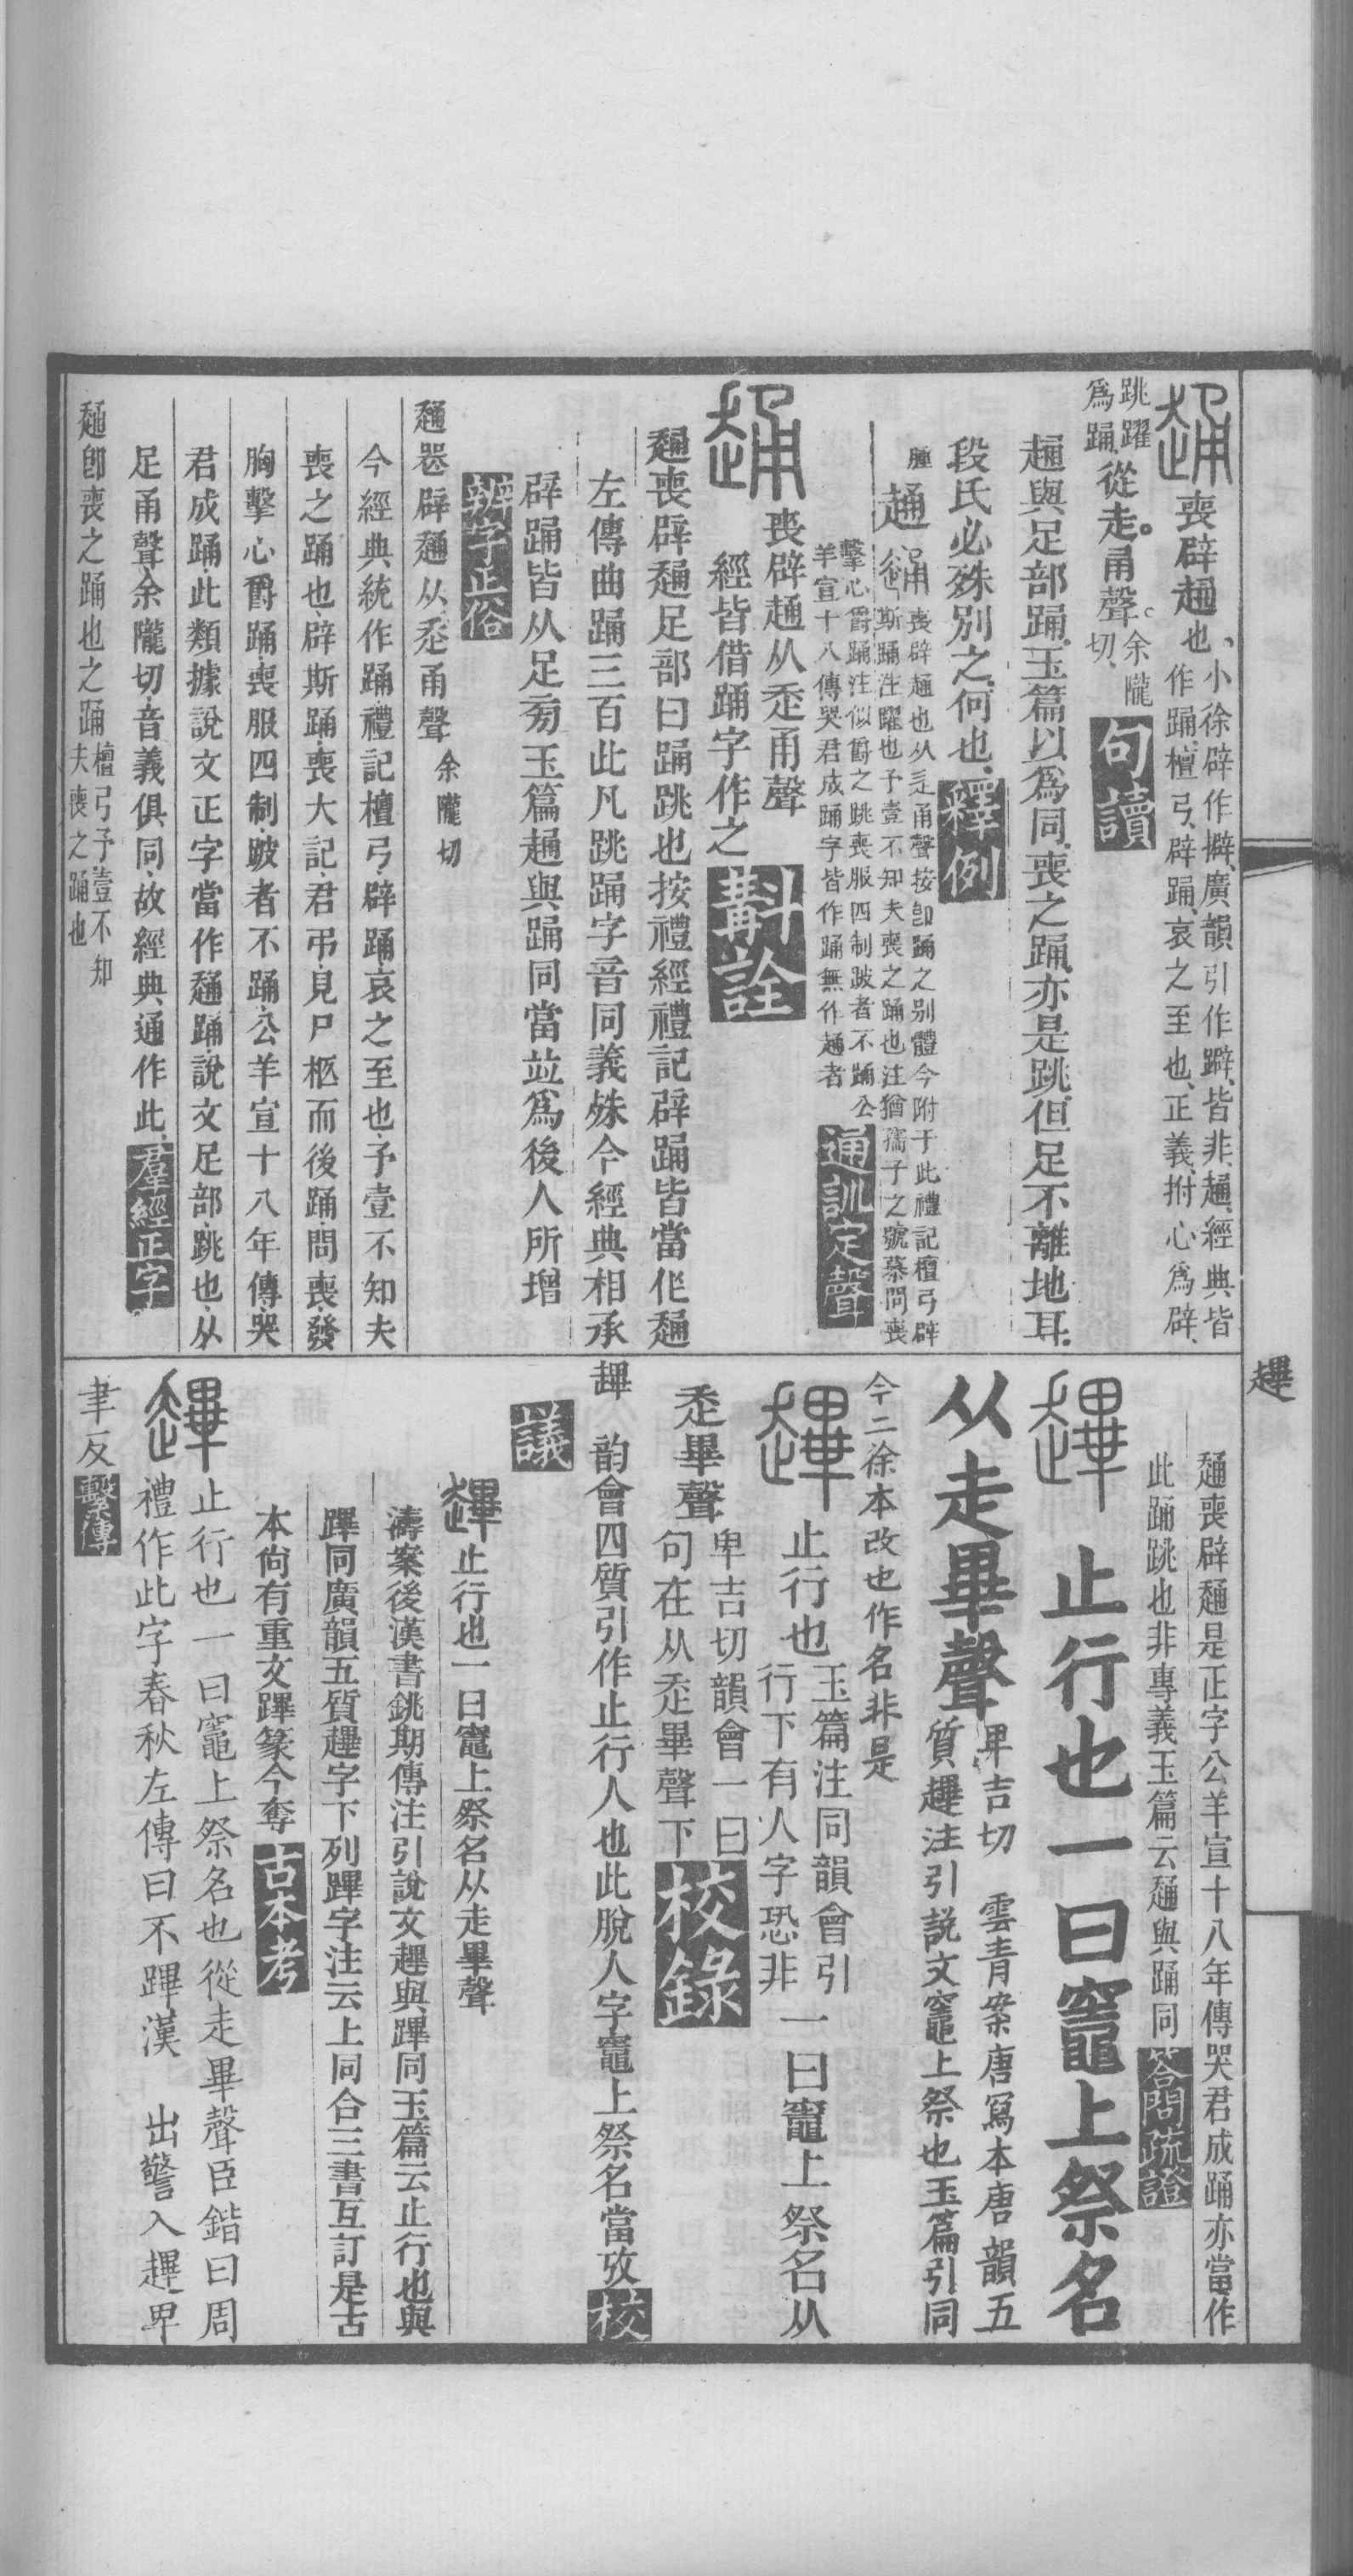 䞻喪辟䞻也、小徐辟作擗、廣韻引作躃、皆非、䞻、經典皆
作踊、檀弓、辟踊、哀之至也、正義、拊心爲辟、
跳躍
爲踊、從走。甬聲。余隴
切、句讀
䞻與足部踊、玉篇以爲同、喪之踊、亦是跳、但足不離地耳、
段氏必殊別之、何也、釋例
喪辟䞻也从走甬聲按卽踊之別體今附于此禮記檀弓辟
斯踊注躍也予壹不知夫喪之踊也注猶孺子之號慕問喪
擊心爵踊注似爵之跳喪服四制跛者不踊公
羊宣十八傳哭君成踊字皆作踊無作䞻者 通訓定聲
喪辟䞻从走甬聲
經皆借踊字作之 斠詮
䞻喪辟䞻足部曰踊跳也按禮經禮記辟踊皆當作䞻
左傳曲踊三百此凡跳踊字音同義殊今經典相承
辟踊皆从足㫄玉篇䞻與踊同當竝爲後人所增
辨字正俗
䞻器辟䞻从走甬聲余隴切
今經典統作踊禮記檀弓辟踊哀之至也予壹不知夫
喪之踊也辟斯踊喪大記君弔見尸柩而後踊問喪發
胸擊心爵踊喪服四制跛者不踊公羊宣十八年傳哭
君成踊此類據說文正字當作䞻踊說文足部跳也从
足甬聲余隴切音義俱同故經典通作此 羣經正字
䞻卽喪之踊也之踊檀弓予壹不知
夫喪之踊也
䞻喪辟䞻是正字公羊宣十八年傳哭君成踊亦當作
此踊跳也非專義玉篇云䞻與踊同 答問疏證
止行也一曰竈上祭名
从走畢聲卑吉切 雲青案唐寫本唐韻五
質趩注引說文竈上祭也玉篇引同
今二徐本改也作名非是
止行也玉篇注同韻會引
行下有人字恐非一曰竈上祭名从
走畢聲卑吉切韻會一曰
句在从走畢聲下 校錄
䟆 韵會四質引作止行人也此脫人字竈上祭名當攷 校
議
䟆止行也一曰竈上祭名从走畢聲
濤案後漢書銚期傳注引說文䟆與蹕同玉篇云止行也與
蹕同廣韻五質䟆字下列蹕字注云上同合三書互訂是古
本尙有重文蹕篆今奪 古本考
䟆止行也一曰竈上祭名也從走畢聲臣鍇曰周
禮作此字春秋左傳曰不蹕漢 出警入䟆卑
聿反 繫傳
䟆